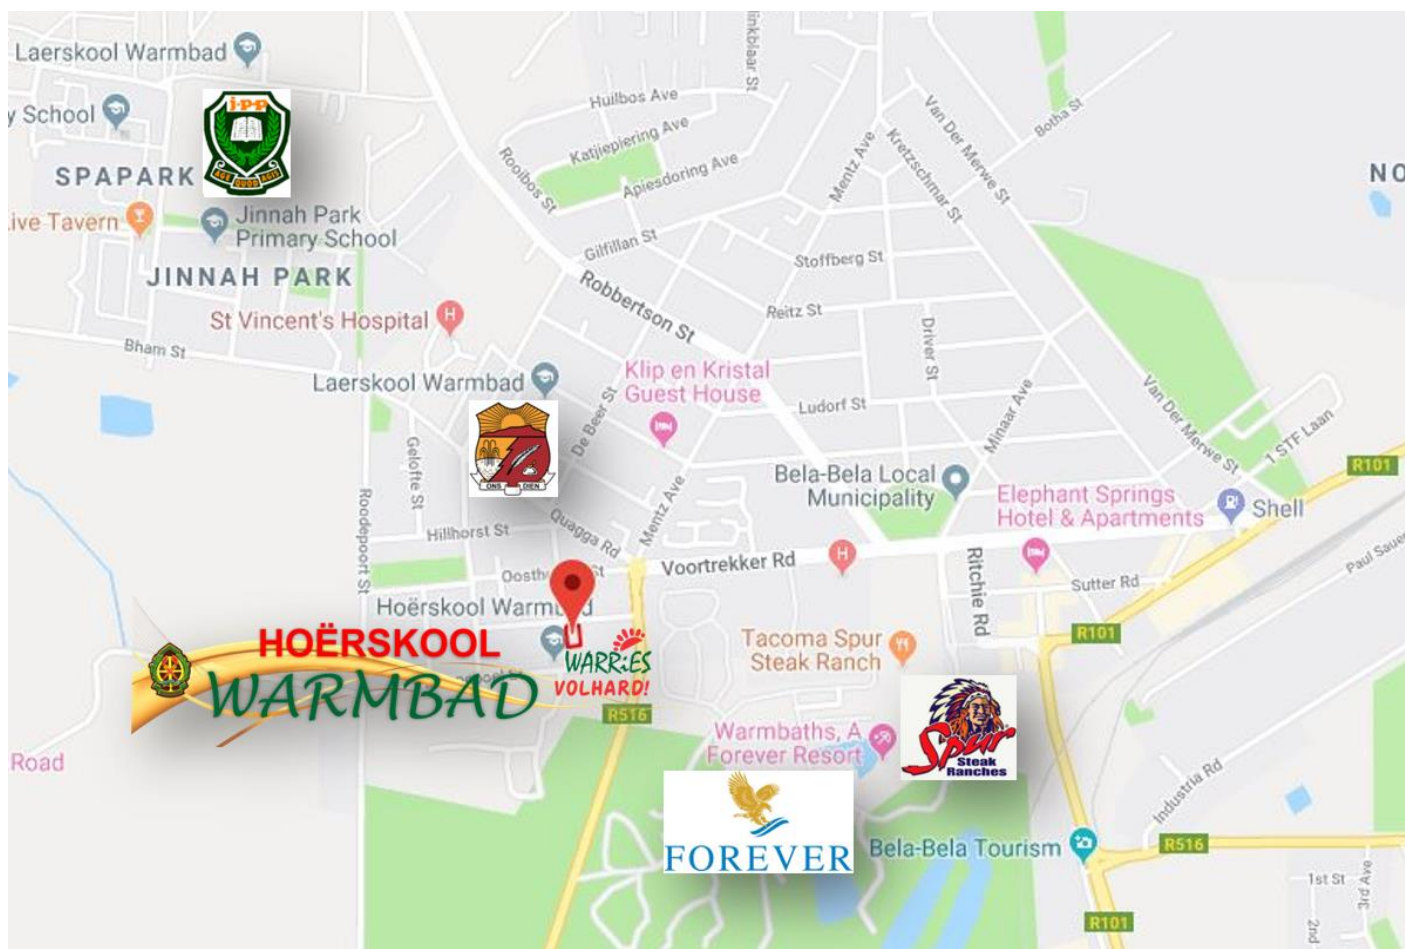 Laerskool Warmbad
j·p·p
y School
SPAPARK
AGE QUOD AGIS
ive Tavern
Jinnah Park
Primary School
JINNAH PARK
St Vincent's Hospital
Bham St
Laerskool Warmbad
ONS DIEN
Huilbos Ave
Katjiepiering Ave
Apiesdoring Ave
Rooibos St
Gilfillan St
Robbertson St
Mentz Ave
Kretzschmar St
Van Der Merwe St
Botha St
NO
Stoffberg St
Reitz St
Driver St
Klip en Kristal
Guest House
Ludorf St
Minaar Ave
Van Der Merwe St
1 STF Laan
R101
De Beer St
Gelofte St
Roodepoort St
Hillhorst St
Quagga Rd
Mentz Ave
Bela-Bela Local
Municipality
Elephant Springs
Hotel & Apartments
Shell
Voortrekker Rd
Ritchie Rd
Sutter Rd
Paul Saue
R101
Hoërskool Warmbad
HOËRSKOOL
WARMBAD
WARRiES
VOLHARD!
R516
Tacoma Spur
Steak Ranch
Spur
Steak
Ranches
Warmbaths, A
Forever Resort
FOREVER
Road
Industria Rd
Bela-Bela Tourism
R516
1st St
3rd Ave
2nd
R101